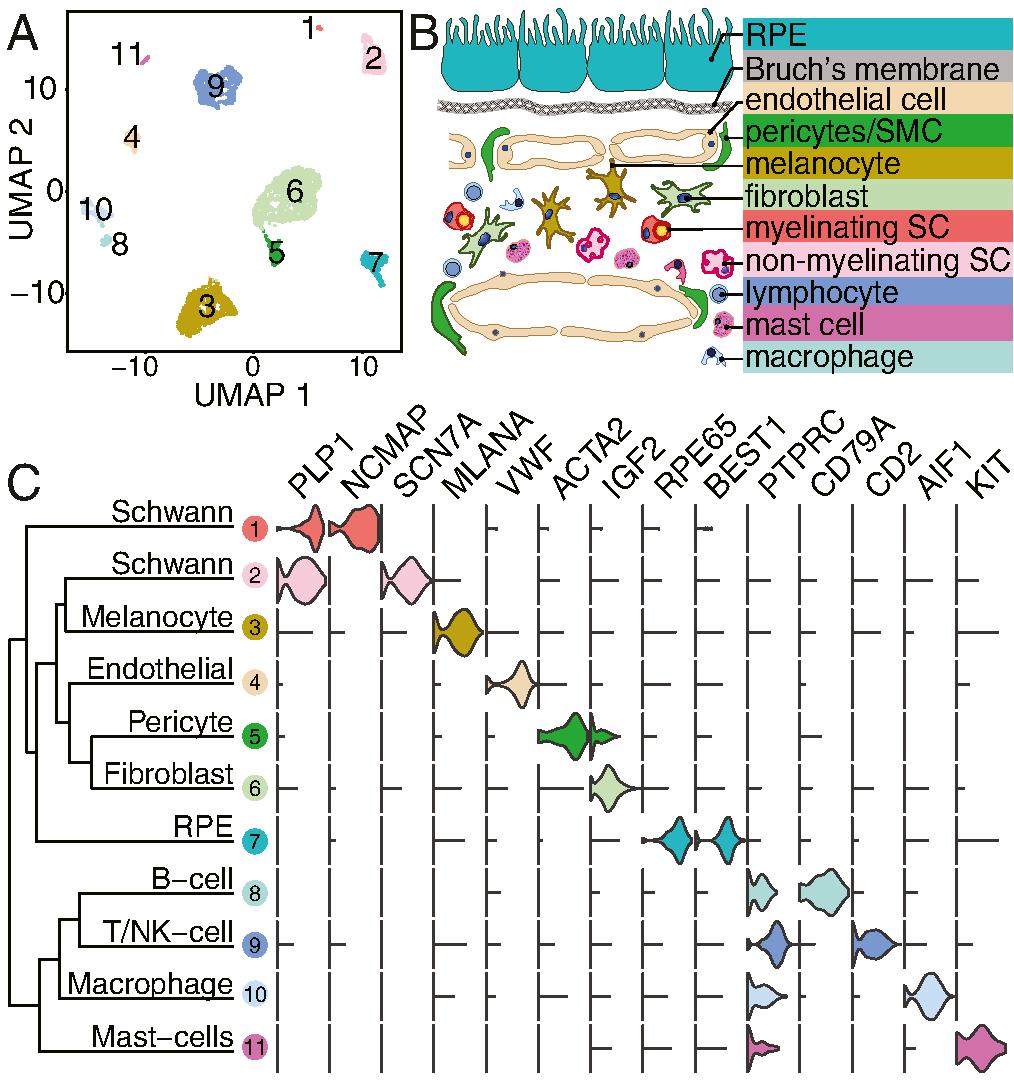 A
UMAP 2
10
0
−10
−10
0
10
UMAP 1
1
2
11
9
4
6
10
8
5
7
3
B
RPE
Bruch's membrane
endothelial cell
pericytes/SMC
melanocyte
fibroblast
myelinating SC
non-myelinating SC
lymphocyte
mast cell
macrophage
C
PLP1
NCMAP
SCN7A
MLANA
VWF
ACTA2
IGF2
RPE65
BEST1
PTPRC
CD79A
CD2
AIF1
KIT
Schwann 1
Schwann 2
Melanocyte 3
Endothelial 4
Pericyte 5
Fibroblast 6
RPE 7
B−cell 8
T/NK−cell 9
Macrophage 10
Mast−cells 11